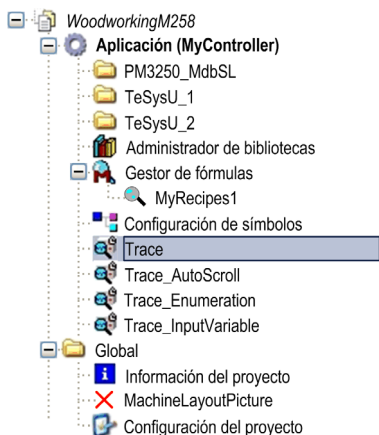 WoodworkingM258
Aplicación (MyController)
PM3250_MdbSL
TeSysU_1
TeSysU_2
Administrador de bibliotecas
Gestor de fórmulas
MyRecipes1
Configuración de símbolos
Trace
Trace_AutoScroll
Trace_Enumeration
Trace_InputVariable
Global
Información del proyecto
MachineLayoutPicture
Configuración del proyecto